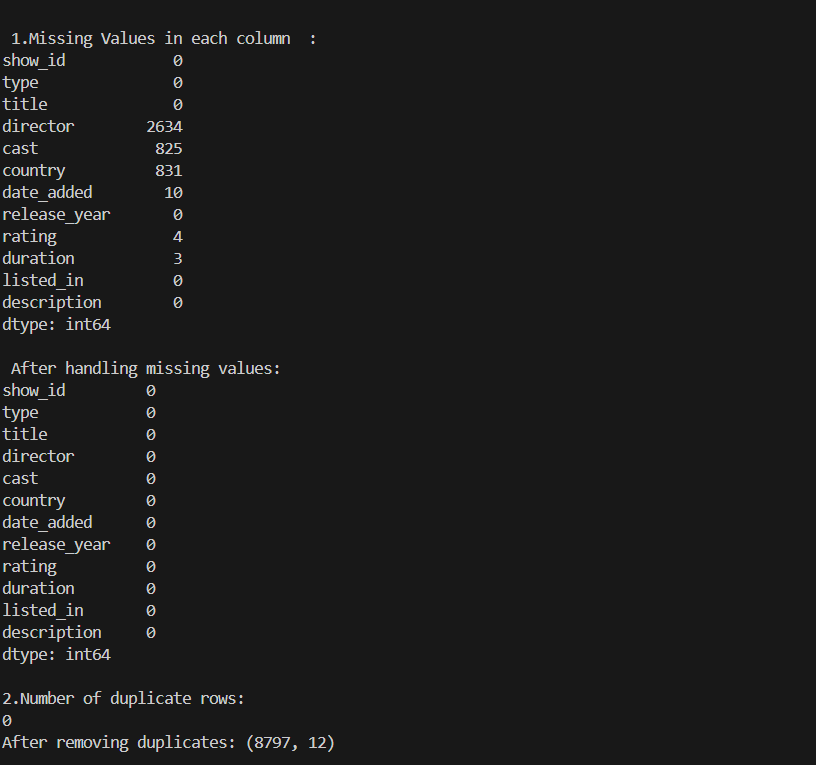 1.Missing Values in each column  :
show_id            0
type               0
title              0
director        2634
cast             825
country          831
date_added        10
release_year       0
rating             4
duration           3
listed_in          0
description        0
dtype: int64
After handling missing values:
show_id         0
type            0
title           0
director        0
cast            0
country         0
date_added      0
release_year    0
rating          0
duration        0
listed_in       0
description     0
dtype: int64
2.Number of duplicate rows:
0
After removing duplicates: (8797, 12)